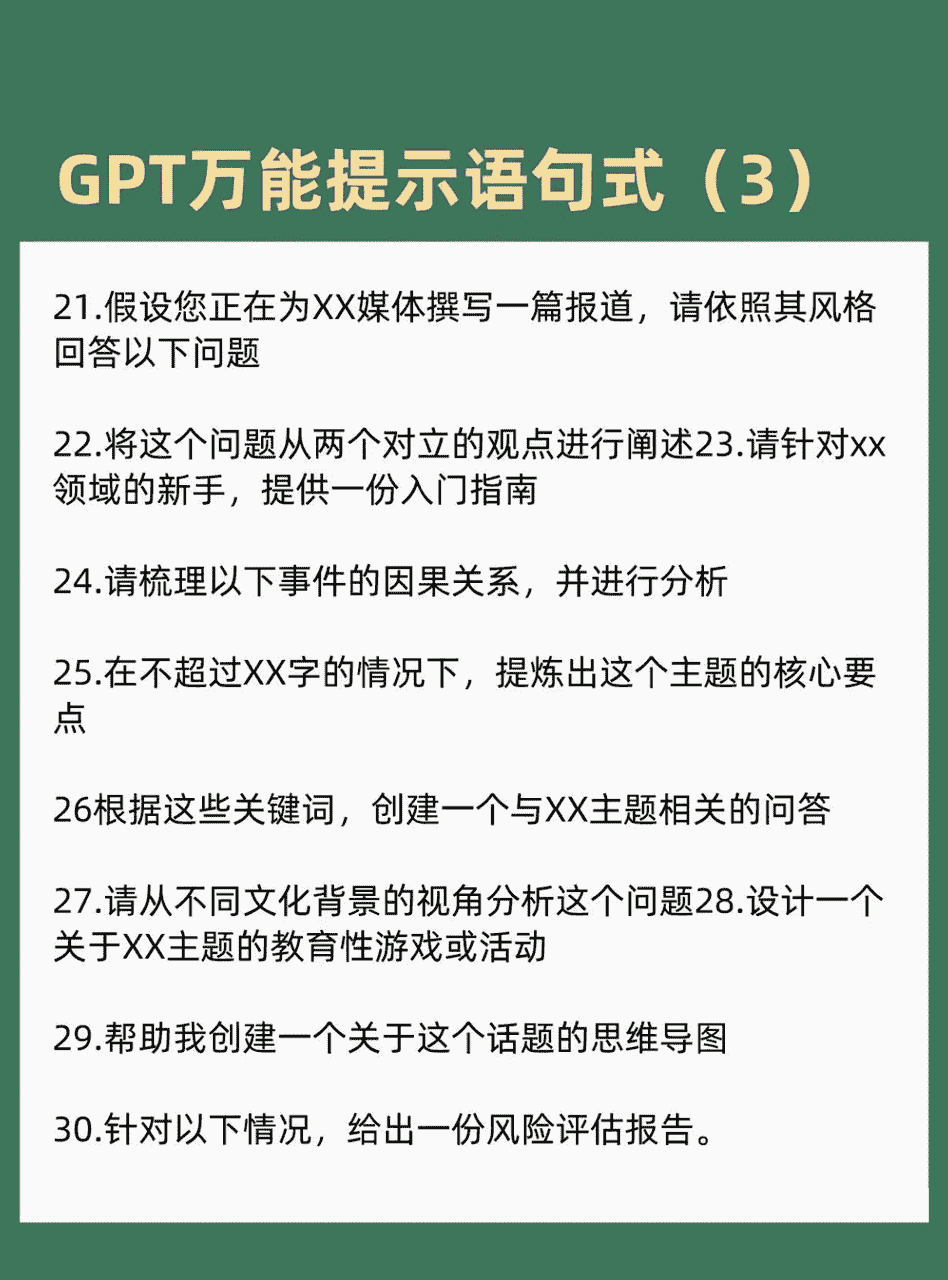 GPT万能提示语句式（3）
21.假设您正在为XX媒体撰写一篇报道，请依照其风格
回答以下问题
22.将这个问题从两个对立的观点进行阐述23.请针对xx
领域的新手，提供一份入门指南
24.请梳理以下事件的因果关系，并进行分析
25.在不超过XX字的情况下，提炼出这个主题的核心要
点
26根据这些关键词，创建一个与XX主题相关的问答
27.请从不同文化背景的视角分析这个问题28.设计一个
关于XX主题的教育性游戏或活动
29.帮助我创建一个关于这个话题的思维导图
30.针对以下情况，给出一份风险评估报告。